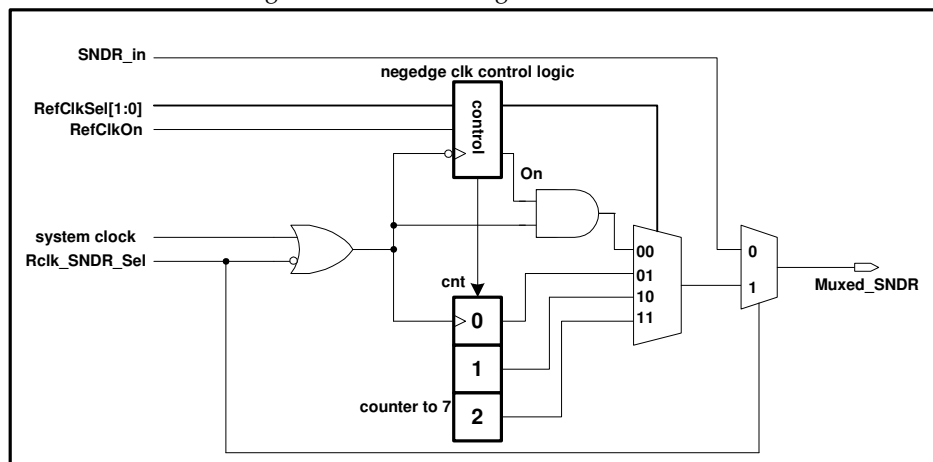 SNDR_in
negedge clk control logic
RefClkSel[1:0]
RefClkOn
control
On
system clock
Rclk_SNDR_Sel
00
01
10
11
0
1
Muxed_SNDR
cnt
0
1
counter to 7
2